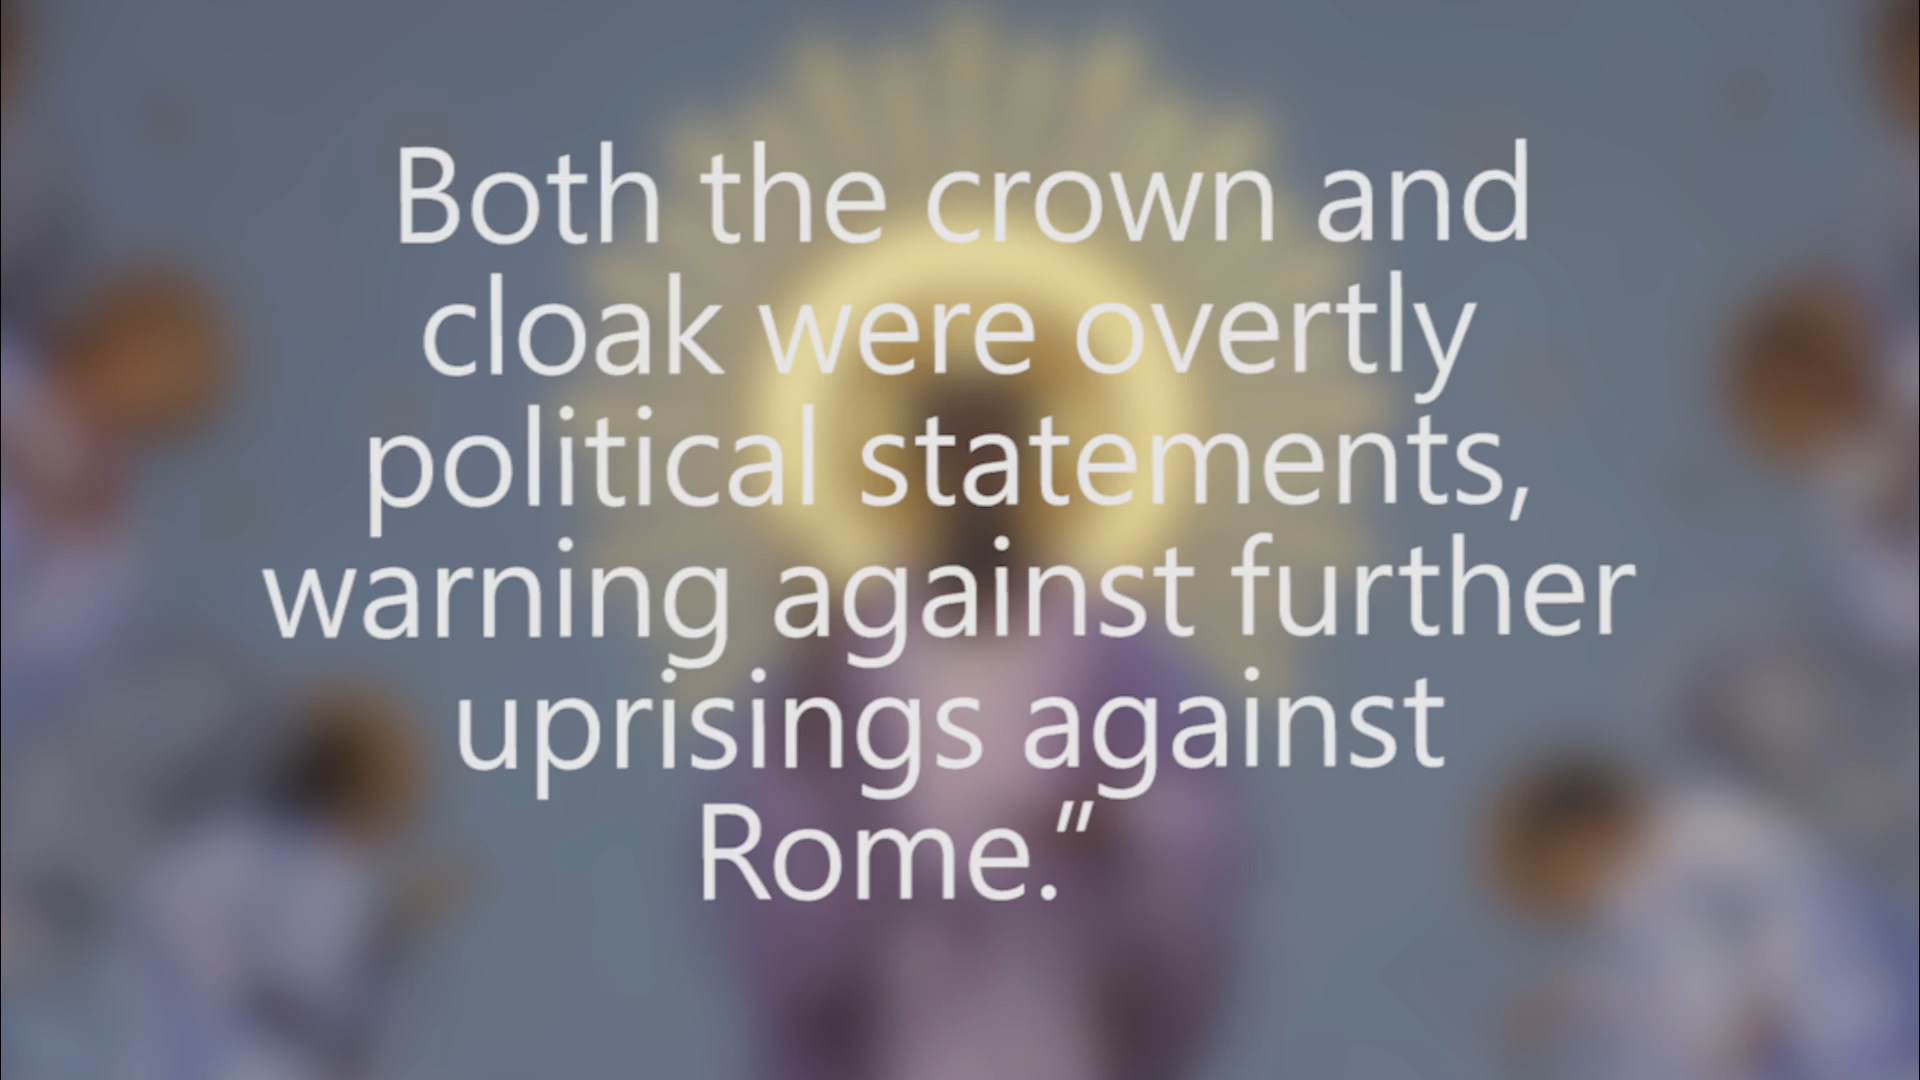 Both the crown and
cloak were overtly
political statements,
warning against further
uprisings against
Rome.”